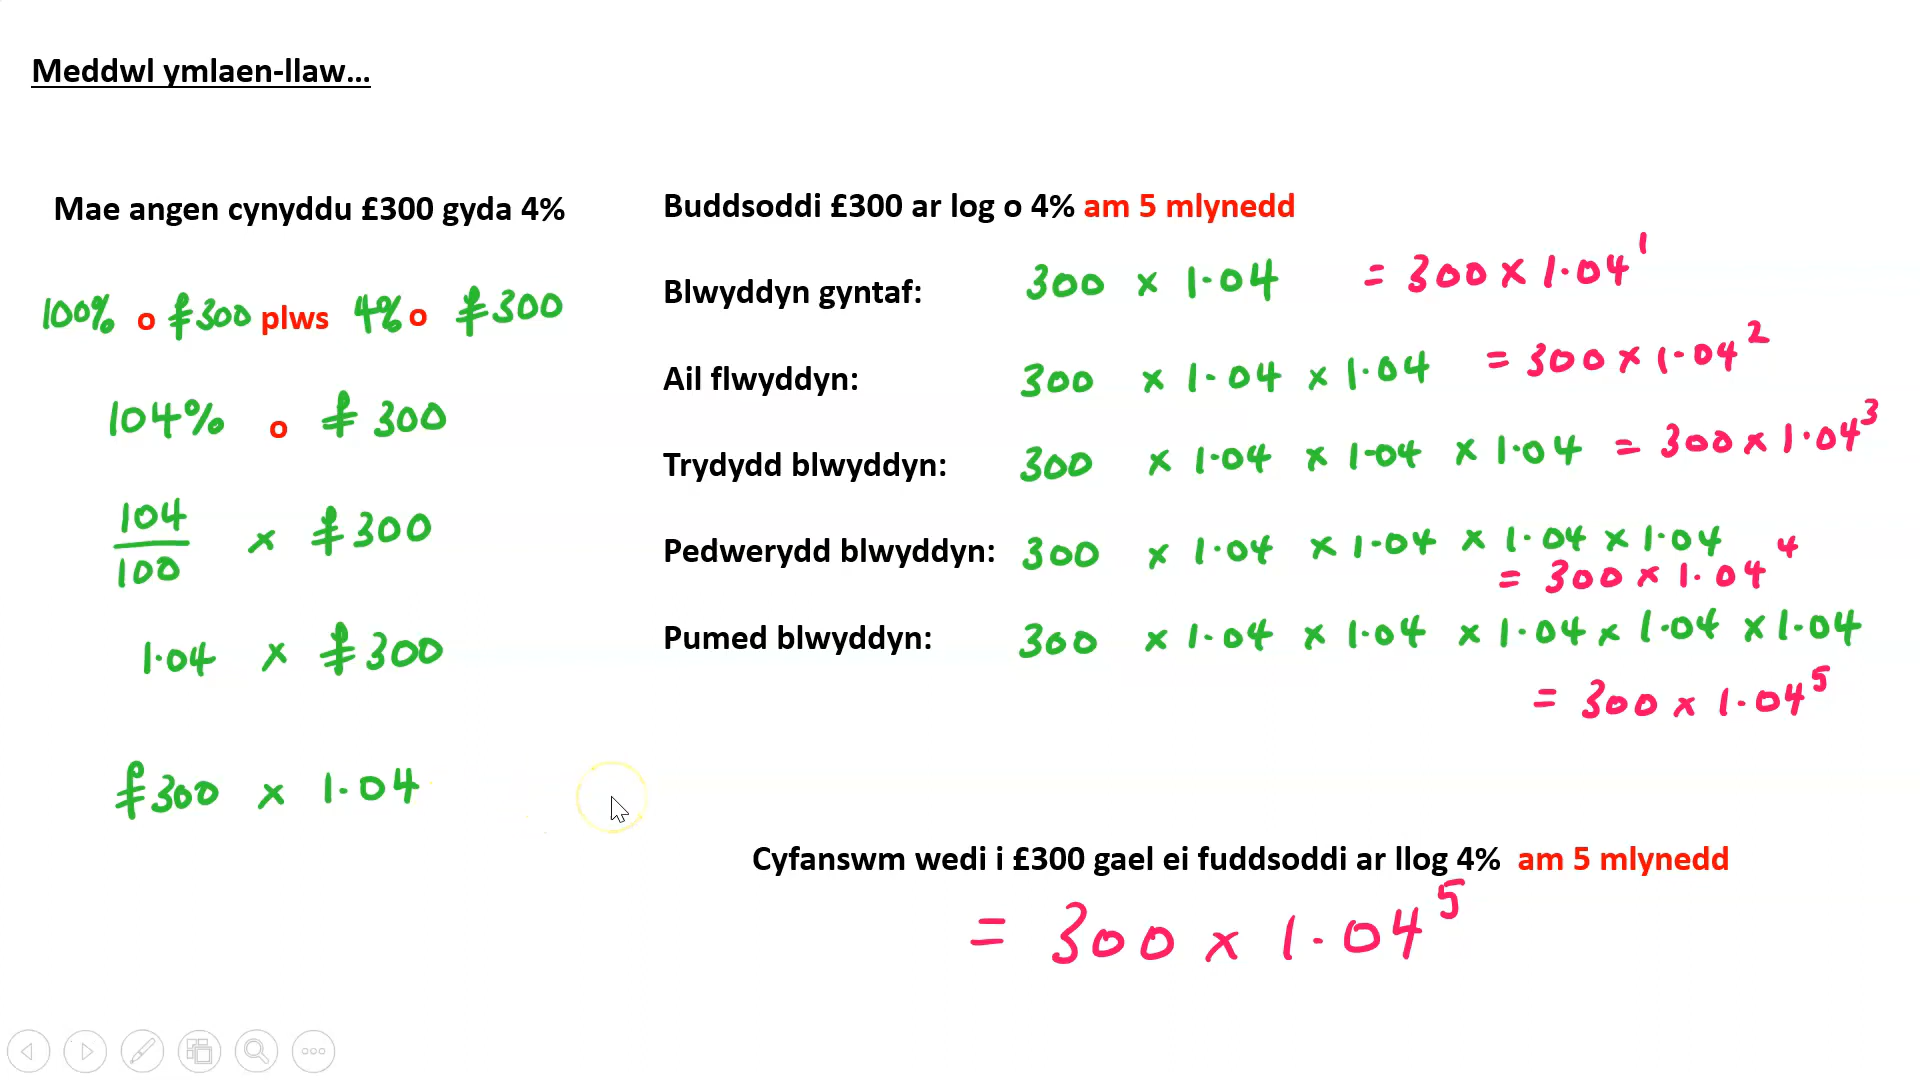 Meddwl ymlaen-llaw...
Mae angen cynyddu £300 gyda 4%
100% o £300 plws 4% o £300
104% o £300
104/100 × £300
1.04 × £300
£300 × 1.04
Buddsoddi £300 ar log o 4% am 5 mlynedd
Blwyddyn gyntaf: 300 × 1.04 = 300 × 1.04¹
Ail flwyddyn: 300 × 1.04 × 1.04 = 300 × 1.04²
Trydydd blwyddyn: 300 × 1.04 × 1.04 × 1.04 = 300 × 1.04³
Pedwerydd blwyddyn: 300 × 1.04 × 1.04 × 1.04 × 1.04
= 300 × 1.04⁴
Pumed blwyddyn: 300 × 1.04 × 1.04 × 1.04 × 1.04 × 1.04
= 300 × 1.04⁵
Cyfanswm wedi i £300 gael ei fuddsoddi ar llog 4% am 5 mlynedd
= 300 × 1.04⁵